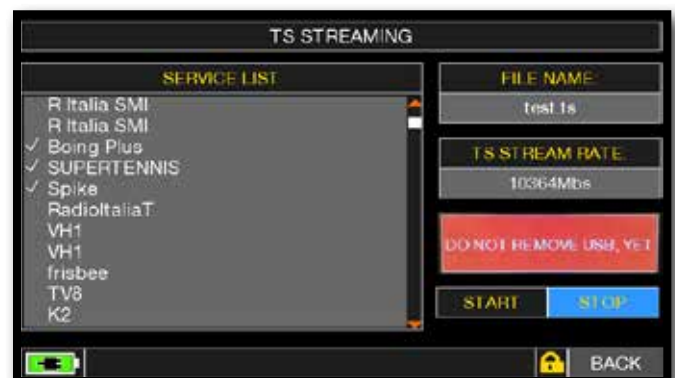 TS STREAMING
SERVICE LIST
R Italia SMI
R Italia SMI
✓ Boing Plus
✓ SUPERTENNIS
✓ Spike
RadioItaliaT
VH1
VH1
frisbee
TV8
K2
FILE NAME:
test.ts
TS STREAM RATE:
10364Mbs
DO NOT REMOVE USB, YET
START
STOP
BACK